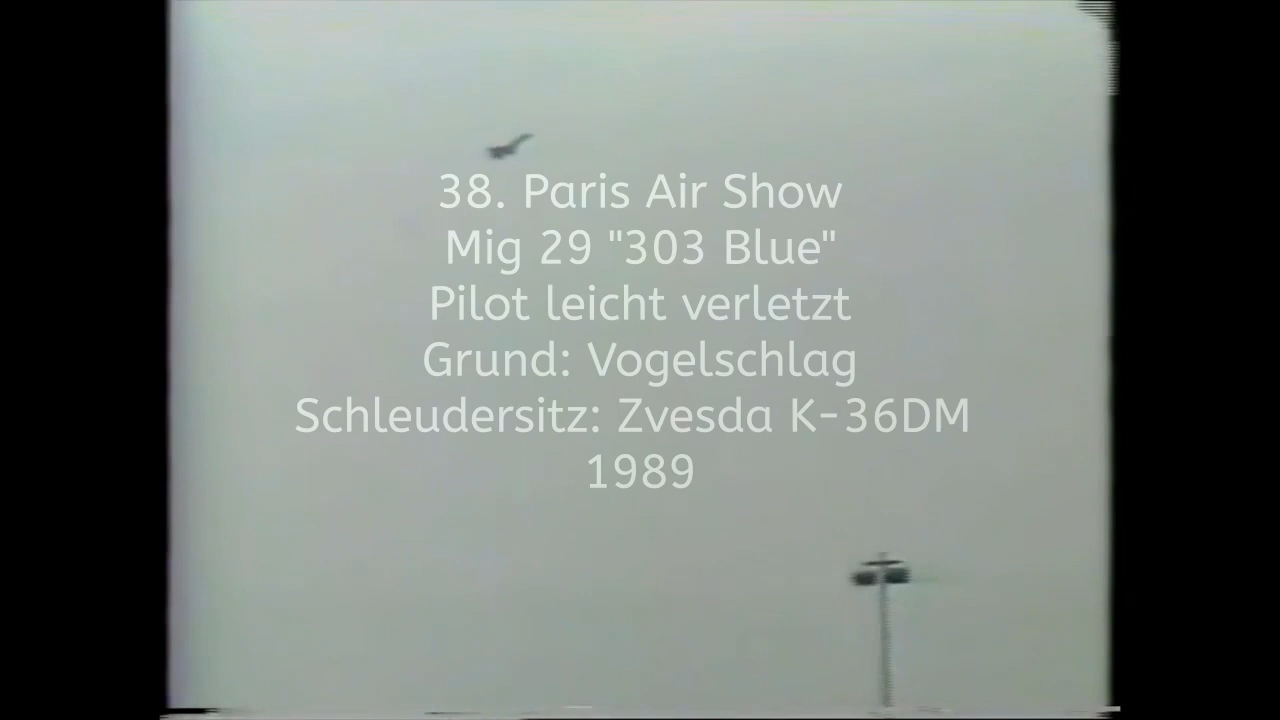 38. Paris Air Show
Mig 29 "303 Blue"
Pilot leicht verletzt
Grund: Vogelschlag
Schleudersitz: Zvesda K-36DM
1989